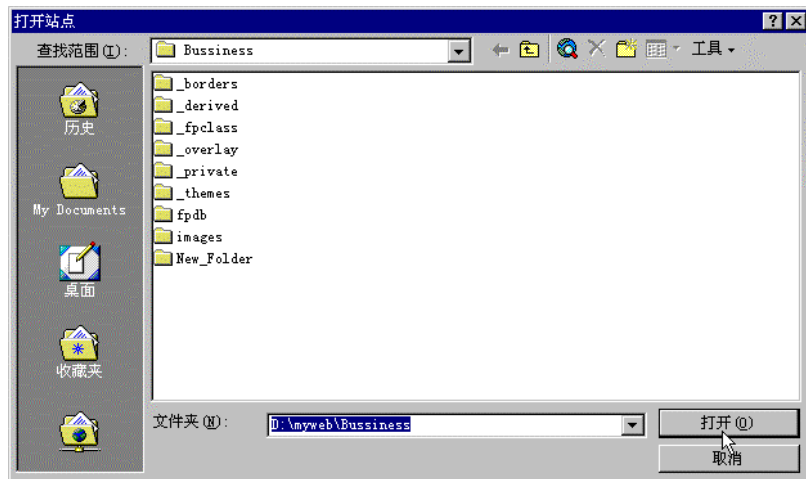 打开站点
查找范围(I):
Bussiness
工具
历史
My Documents
桌面
收藏夹
_borders
_derived
_fpclass
_overlay
_private
_themes
fpdb
images
New_Folder
文件夹(N):
D:\myweb\Bussiness
打开(O)
取消